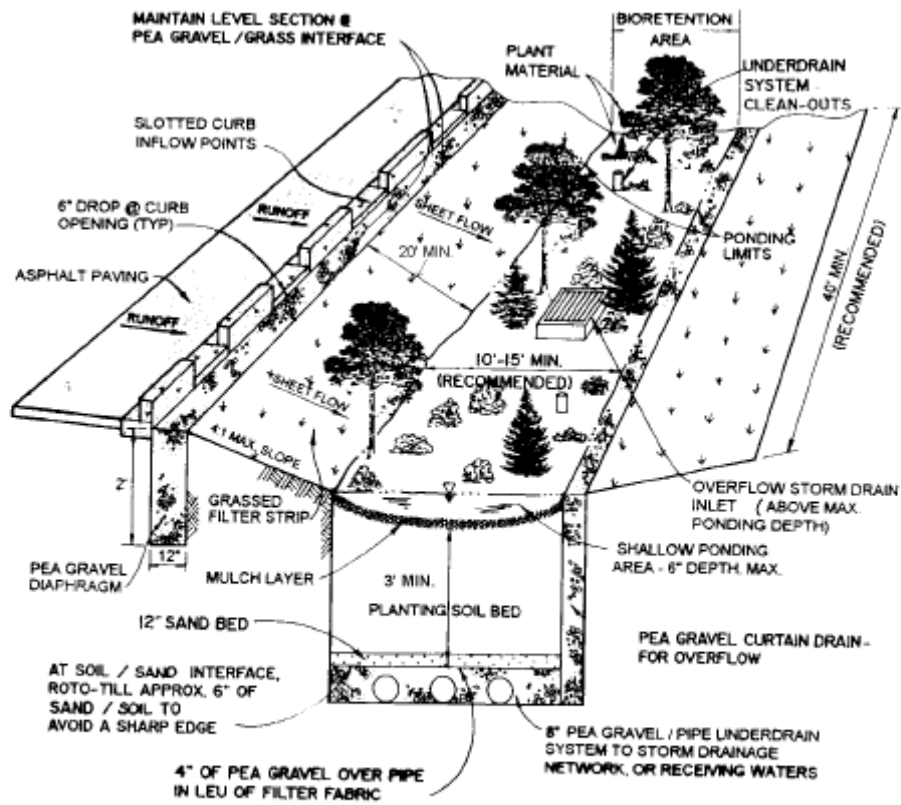 MAINTAIN LEVEL SECTION @
PEA GRAVEL / GRASS INTERFACE
BIORETENTION
AREA
PLANT
MATERIAL
UNDERDRAIN
SYSTEM
CLEAN-OUTS
SLOTTED CURB
INFLOW POINTS
6" DROP @ CURB
OPENING (TYP)
RUNOFF
SHEET FLOW
20' MIN.
PONDING
LIMITS
ASPHALT PAVING
RUNOFF
40' MIN.
(RECOMMENDED)
10'-15' MIN.
(RECOMMENDED)
SHEET FLOW
4:1 MAX. SLOPE
2'
GRASSED
FILTER STRIP
OVERFLOW STORM DRAIN
INLET ( ABOVE MAX.
PONDING DEPTH)
12"
PEA GRAVEL
DIAPHRAGM
MULCH LAYER
SHALLOW PONDING
AREA - 6" DEPTH. MAX.
3' MIN.
PLANTING SOIL BED
12" SAND BED
PEA GRAVEL CURTAIN DRAIN-
FOR OVERFLOW
AT SOIL / SAND INTERFACE,
ROTO-TILL APPROX. 6" OF
SAND / SOIL TO
AVOID A SHARP EDGE
8" PEA GRAVEL / PIPE UNDERDRAIN
SYSTEM TO STORM DRAINAGE
NETWORK, OR RECEIVING WATERS
4" OF PEA GRAVEL OVER PIPE
IN LEU OF FILTER FABRIC